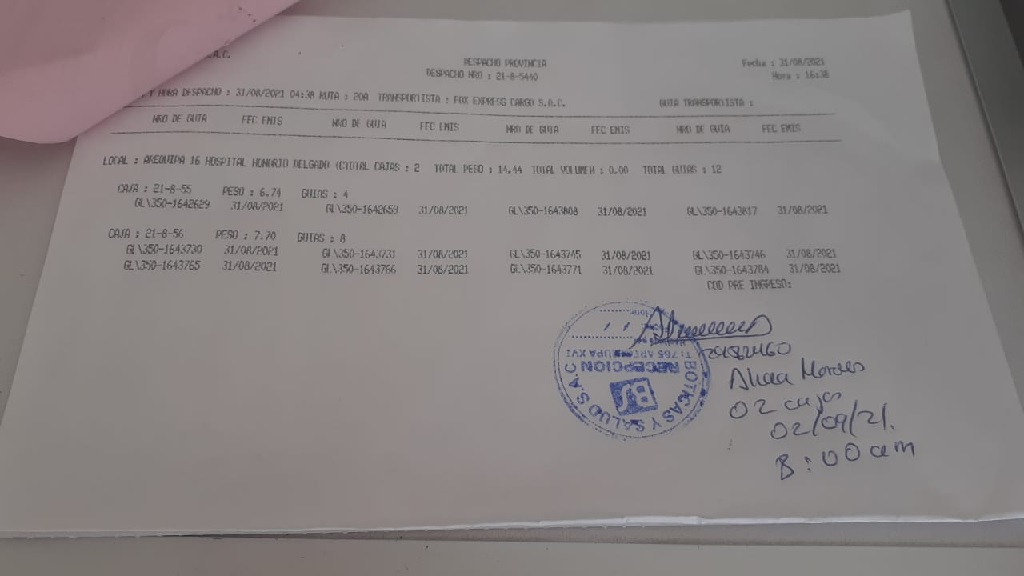 DESPACHO PROVINCIA
Fecha : 31/08/2021
DESPACHO NRO : 21-8-5440
Hora : 16:38
HORA DESPACHO : 31/08/2021 04:30 RUTA : 20A TRANSPORTISTA : FOX EXPRESS CARGO S.A.C. GUIA TRANSPORTISTA :
NRO DE GUIA FEC EMIS NRO DE GUIA FEC EMIS NRO DE GUIA FEC EMIS NRO DE GUIA FEC EMIS
LOCAL : AREQUIPA 16 HOSPITAL HONORIO DELGADO CAJAS : 2 TOTAL PESO : 14.44 TOTAL VOLUMEN : 0.00 TOTAL GUIAS : 12
CAJA : 21-8-55 PESO : 6.74 GUIAS : 4
GL\350-1642629 31/08/2021 GL\350-1642659 31/08/2021 GL\350-1643808 31/08/2021 GL\350-1643817 31/08/2021
CAJA : 21-8-56 PESO : 7.70 GUIAS : 8
GL\350-1643730 31/08/2021 GL\350-1643731 31/08/2021 GL\350-1643745 31/08/2021 GL\350-1643746 31/08/2021
GL\350-1643765 31/08/2021 GL\350-1643766 31/08/2021 GL\350-1643771 31/08/2021 GL\350-1643784 31/08/2021
COD PRE INGRESO:
BOTICAS Y SALUD S.A.C
RECEPCION
BS
02 cajas
02/09/21.
8:00 am